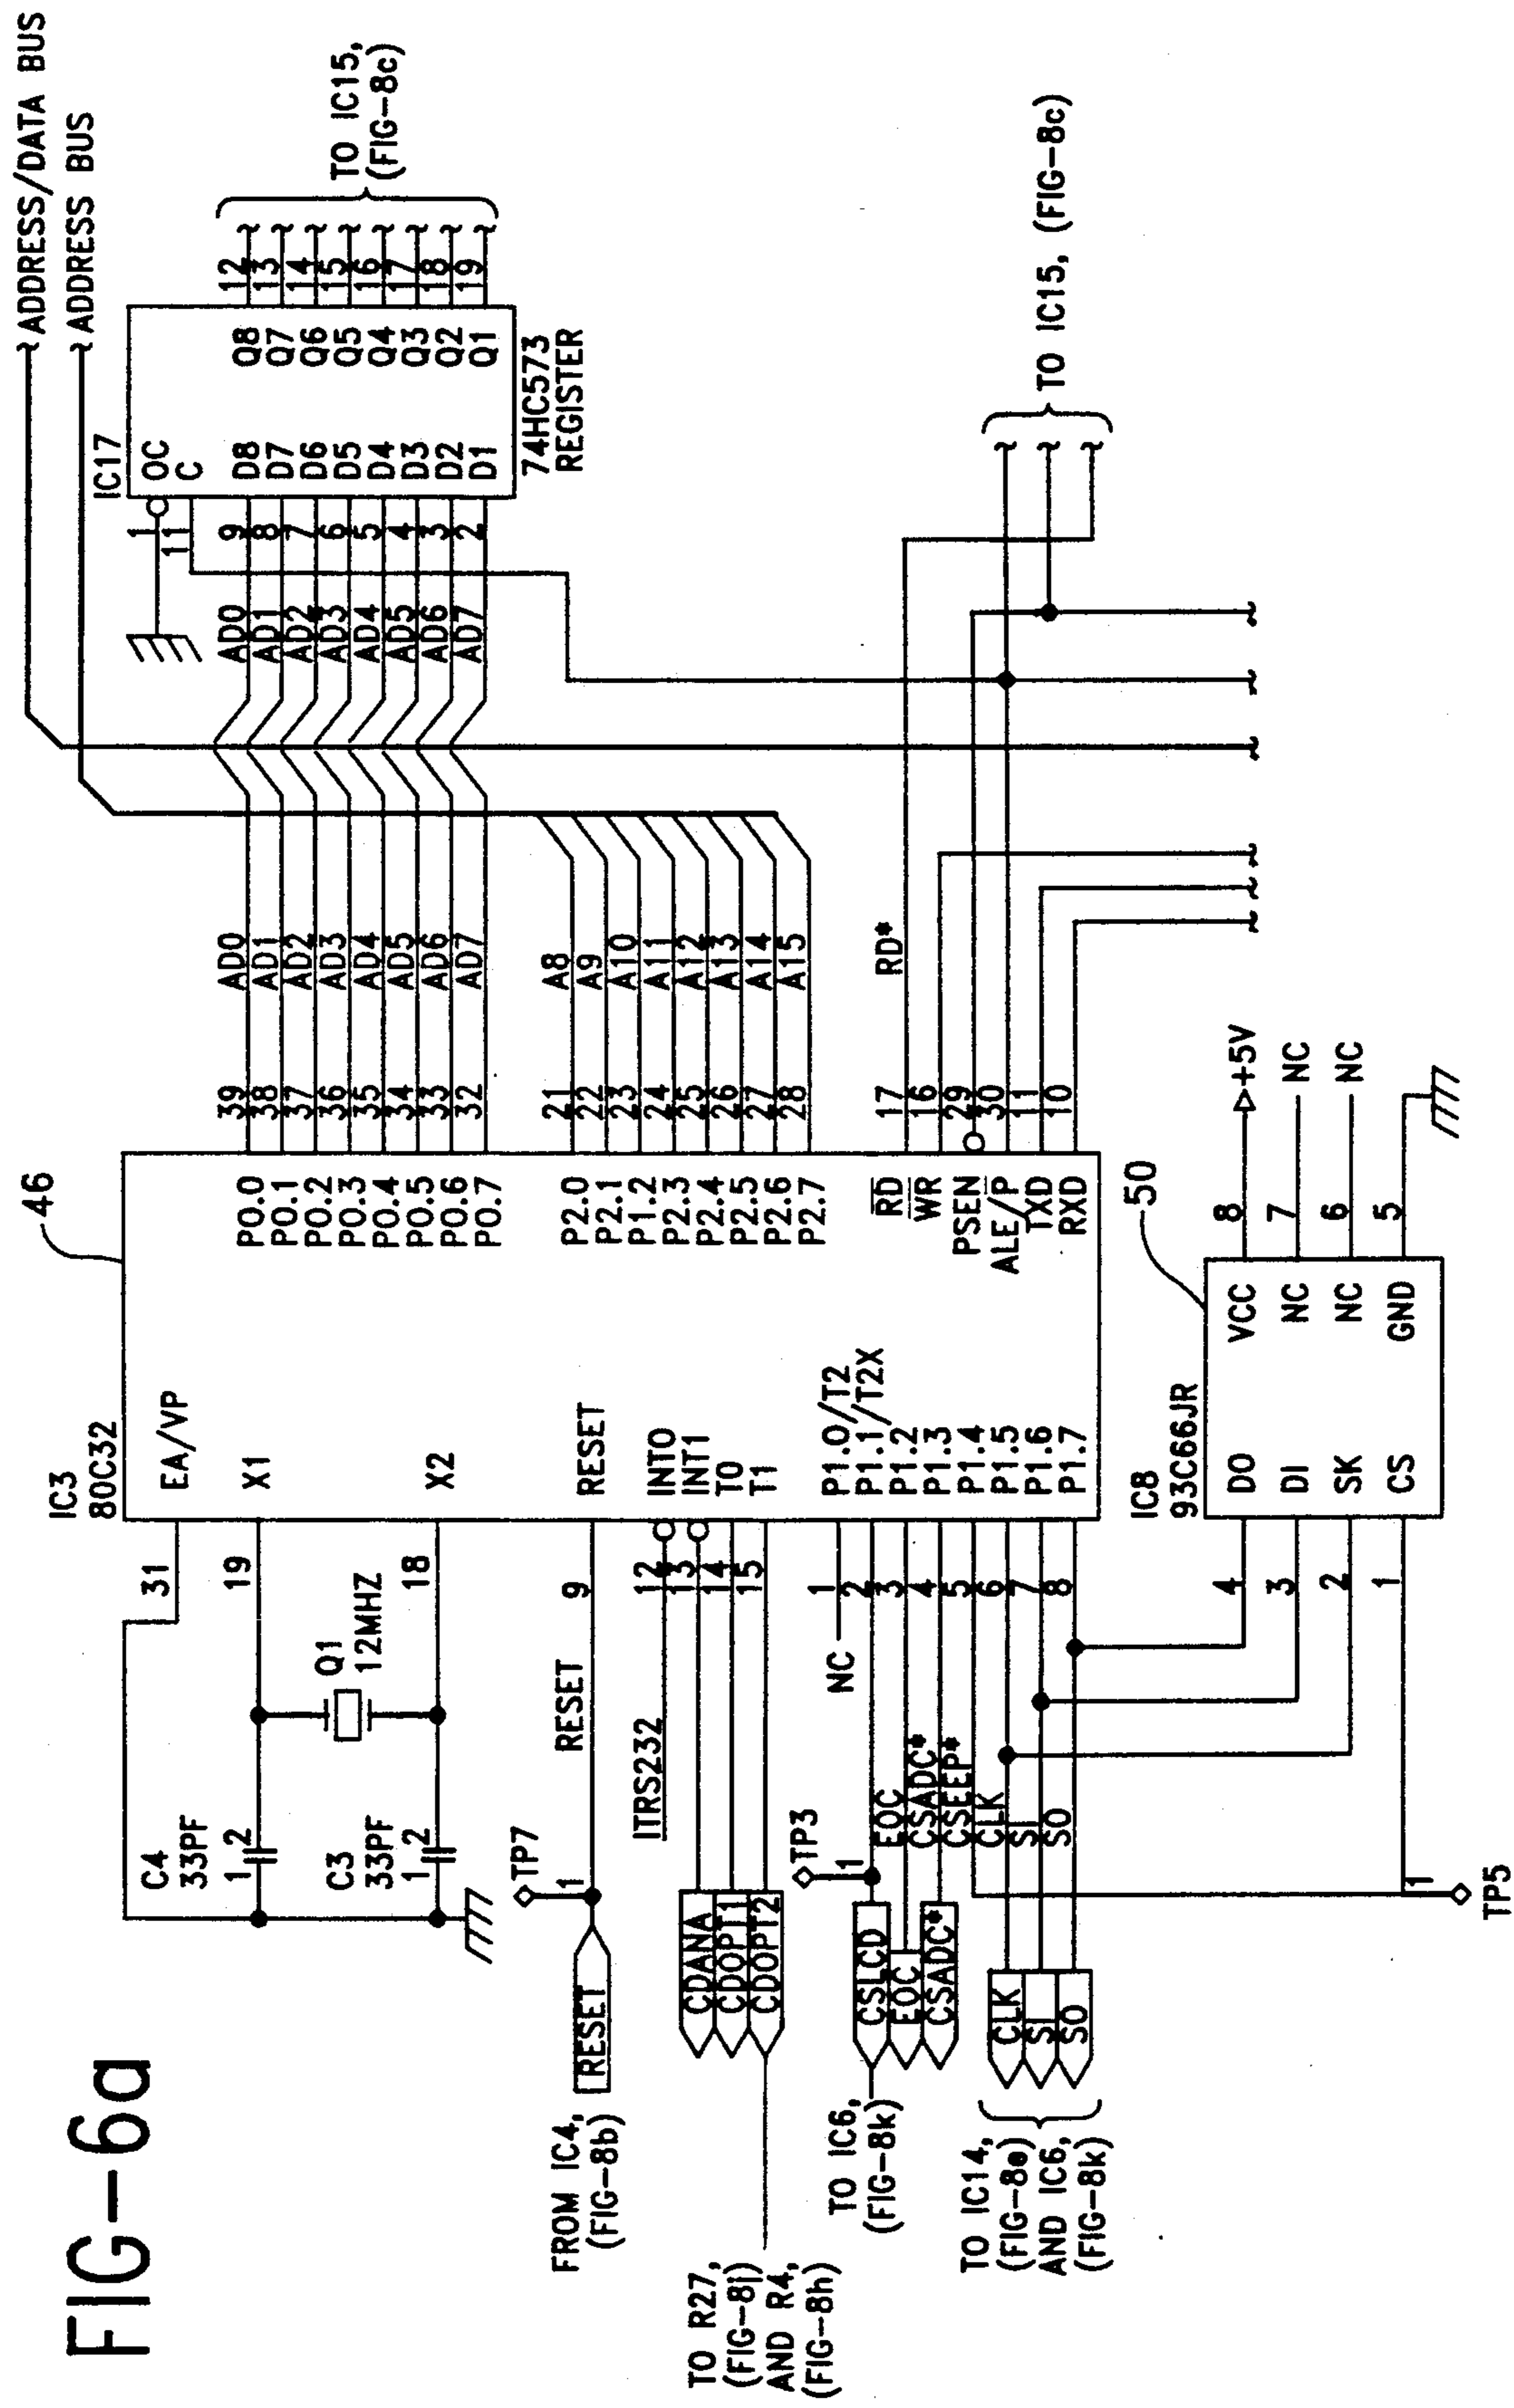 FIG-6a
ADDRESS/DATA BUS
ADDRESS BUS
IC3
80C32
46
EA/VP
X1
X2
RESET
INT0
INT1
T0
T1
P1.0/T2
P1.1/T2X
P1.2
P1.3
P1.4
P1.5
P1.6
P1.7
P0.0
P0.1
P0.2
P0.3
P0.4
P0.5
P0.6
P0.7
P2.0
P2.1
P1.2
P2.3
P2.4
P2.5
P2.6
P2.7
RD
WR
PSEN
ALE/P
TXD
RXD
31
19
18
9
12
13
14
15
1
2
3
4
5
6
7
8
39
38
37
36
35
34
33
32
21
22
23
24
25
26
27
28
17
16
29
30
11
10
AD0
AD1
AD2
AD3
AD4
AD5
AD6
AD7
A8
A9
A10
A11
A12
A13
A14
A15
RD*
AD0
AD1
AD2
AD3
AD4
AD5
AD6
AD7
IC17
1
11
9
8
7
6
5
4
3
2
OC
C
D8
D7
D6
D5
D4
D3
D2
D1
Q8
Q7
Q6
Q5
Q4
Q3
Q2
Q1
12
13
14
15
16
17
18
19
74HC573
REGISTER
TO IC15,
(FIG-8c)
TO IC15, (FIG-8c)
C4
33PF
1 2
C3
33PF
1 2
Q1
12MHZ
TP7
1
RESET
RESET
FROM IC4,
(FIG-8b)
ITRS232
CDANA
CDOPT1
CDOPT2
TO R27,
(FIG-8j)
AND R4,
(FIG-8h)
NC
TP3
1
EOC
CSADC*
CSEEP*
CLK
SI
SO
CSLCD
EOC
CSADC*
TO IC6,
(FIG-8k)
CLK
SI
SO
TO IC14,
(FIG-8e)
AND IC6,
(FIG-8k)
IC8
93C66JR
50
DO
DI
SK
CS
VCC
NC
NC
GND
4
3
2
1
8
7
6
5
+5V
NC
NC
1
TP5